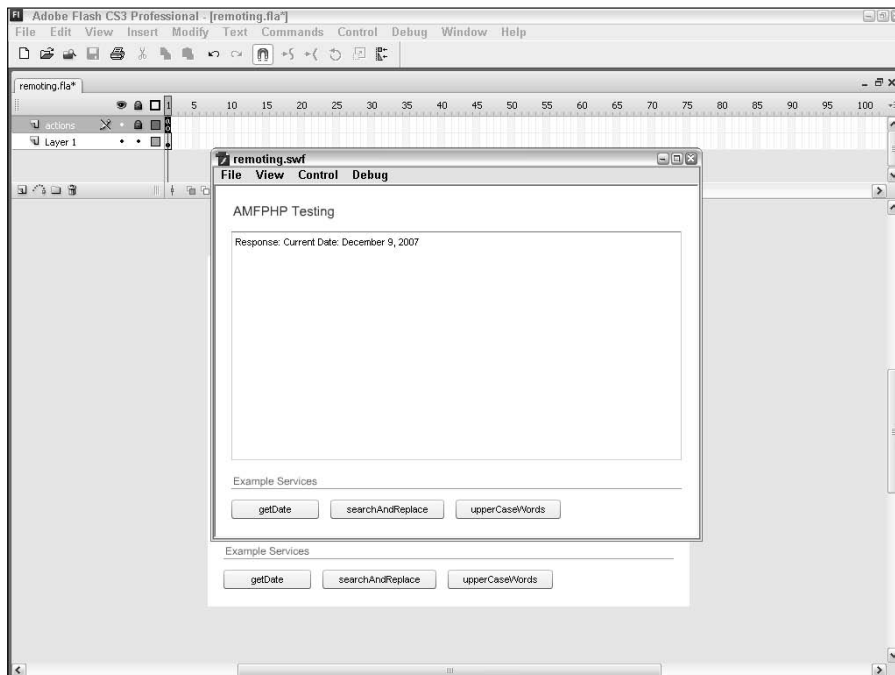 Adobe Flash CS3 Professional - [remoting.fla*]
File Edit View Insert Modify Text Commands Control Debug Window Help
remoting.fla*
1 5 10 15 20 25 30 35 40 45 50 55 60 65 70 75 80 85 90 95 100
actions
Layer 1
remoting.swf
File View Control Debug
AMFPHP Testing
Response: Current Date: December 9, 2007
Example Services
getDate searchAndReplace upperCaseWords
Example Services
getDate searchAndReplace upperCaseWords